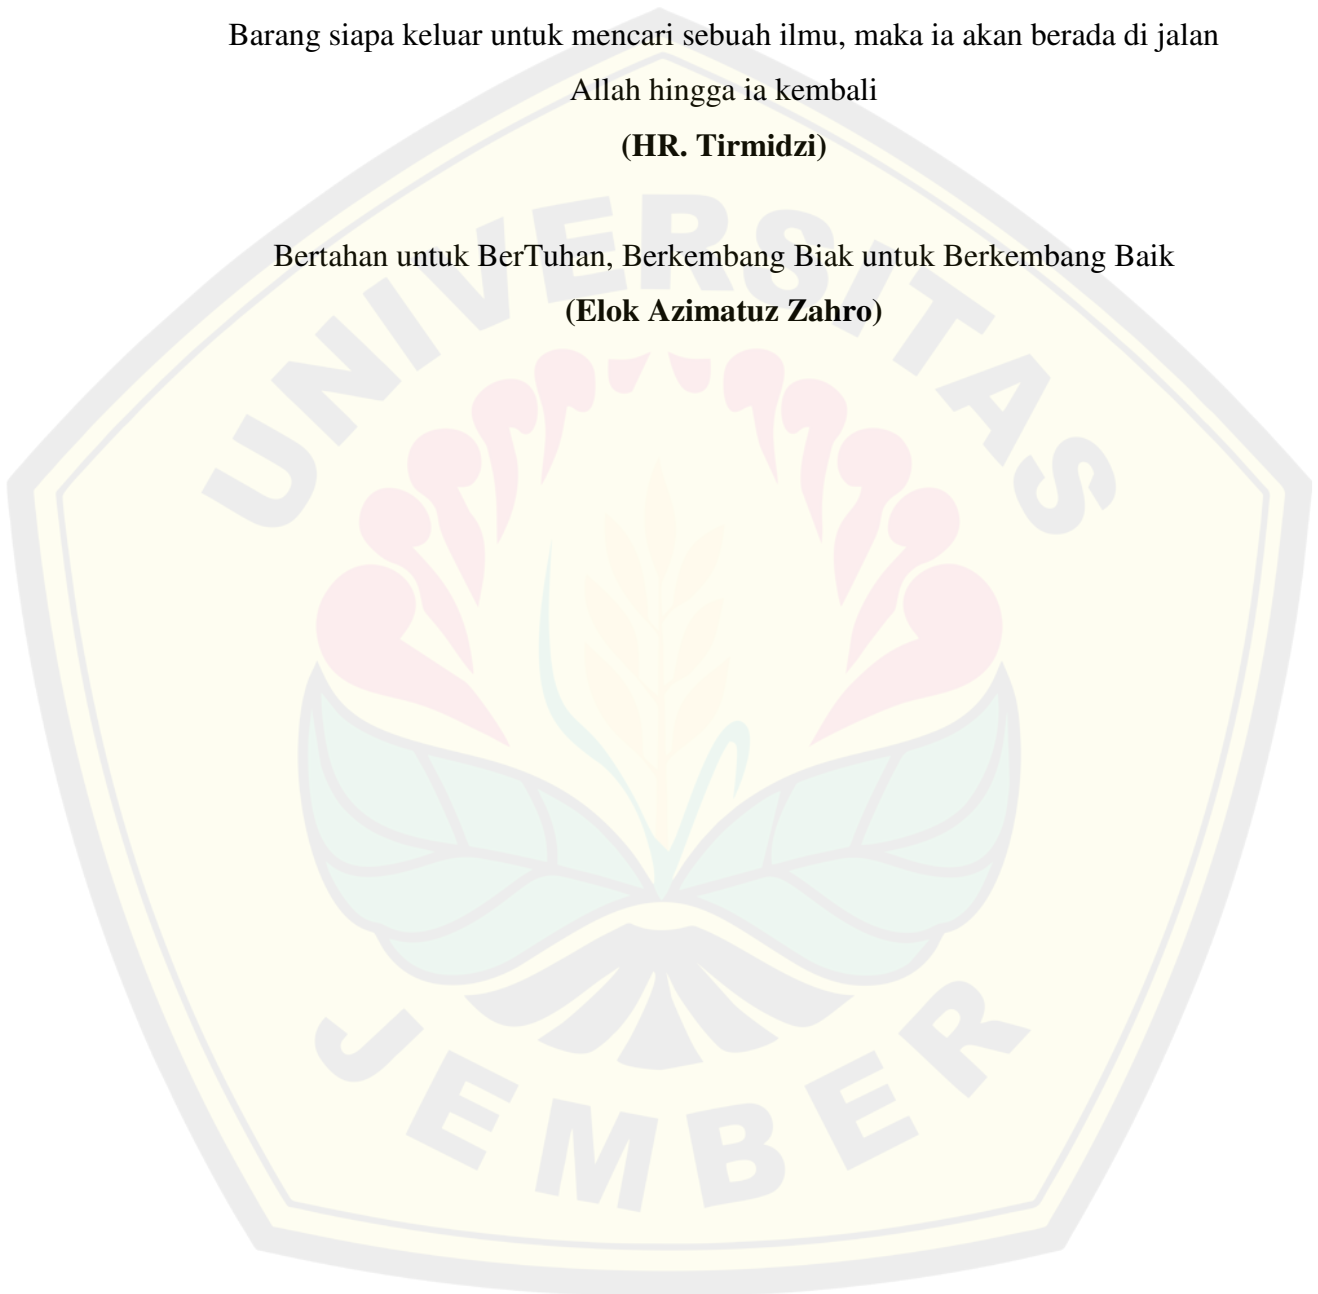 Barang siapa keluar untuk mencari sebuah ilmu, maka ia akan berada di jalan
Allah hingga ia kembali
(HR. Tirmidzi)
Bertahan untuk BerTuhan, Berkembang Biak untuk Berkembang Baik
(Elok Azimatuz Zahro)
UNIVERSITAS
JEMBER